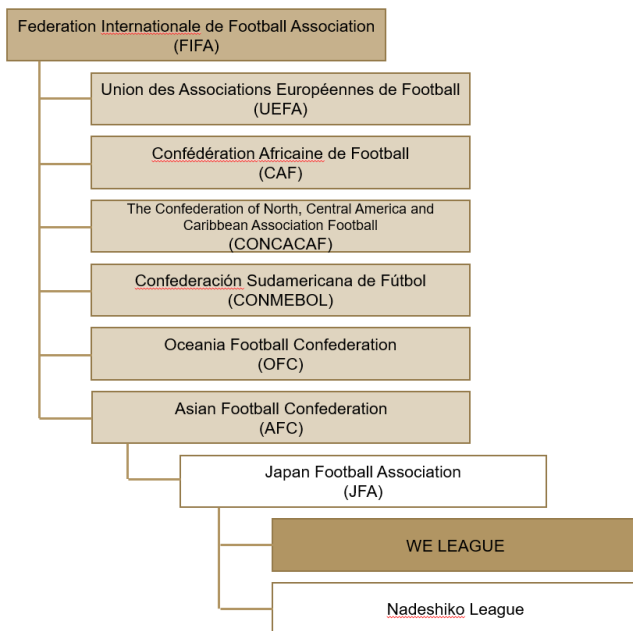 Federation Internationale de Football Association
(FIFA)
Union des Associations Européennes de Football
(UEFA)
Confédération Africaine de Football
(CAF)
The Confederation of North, Central America and
Caribbean Association Football
(CONCACAF)
Confederación Sudamericana de Fútbol
(CONMEBOL)
Oceania Football Confederation
(OFC)
Asian Football Confederation
(AFC)
Japan Football Association
(JFA)
WE LEAGUE
Nadeshiko League